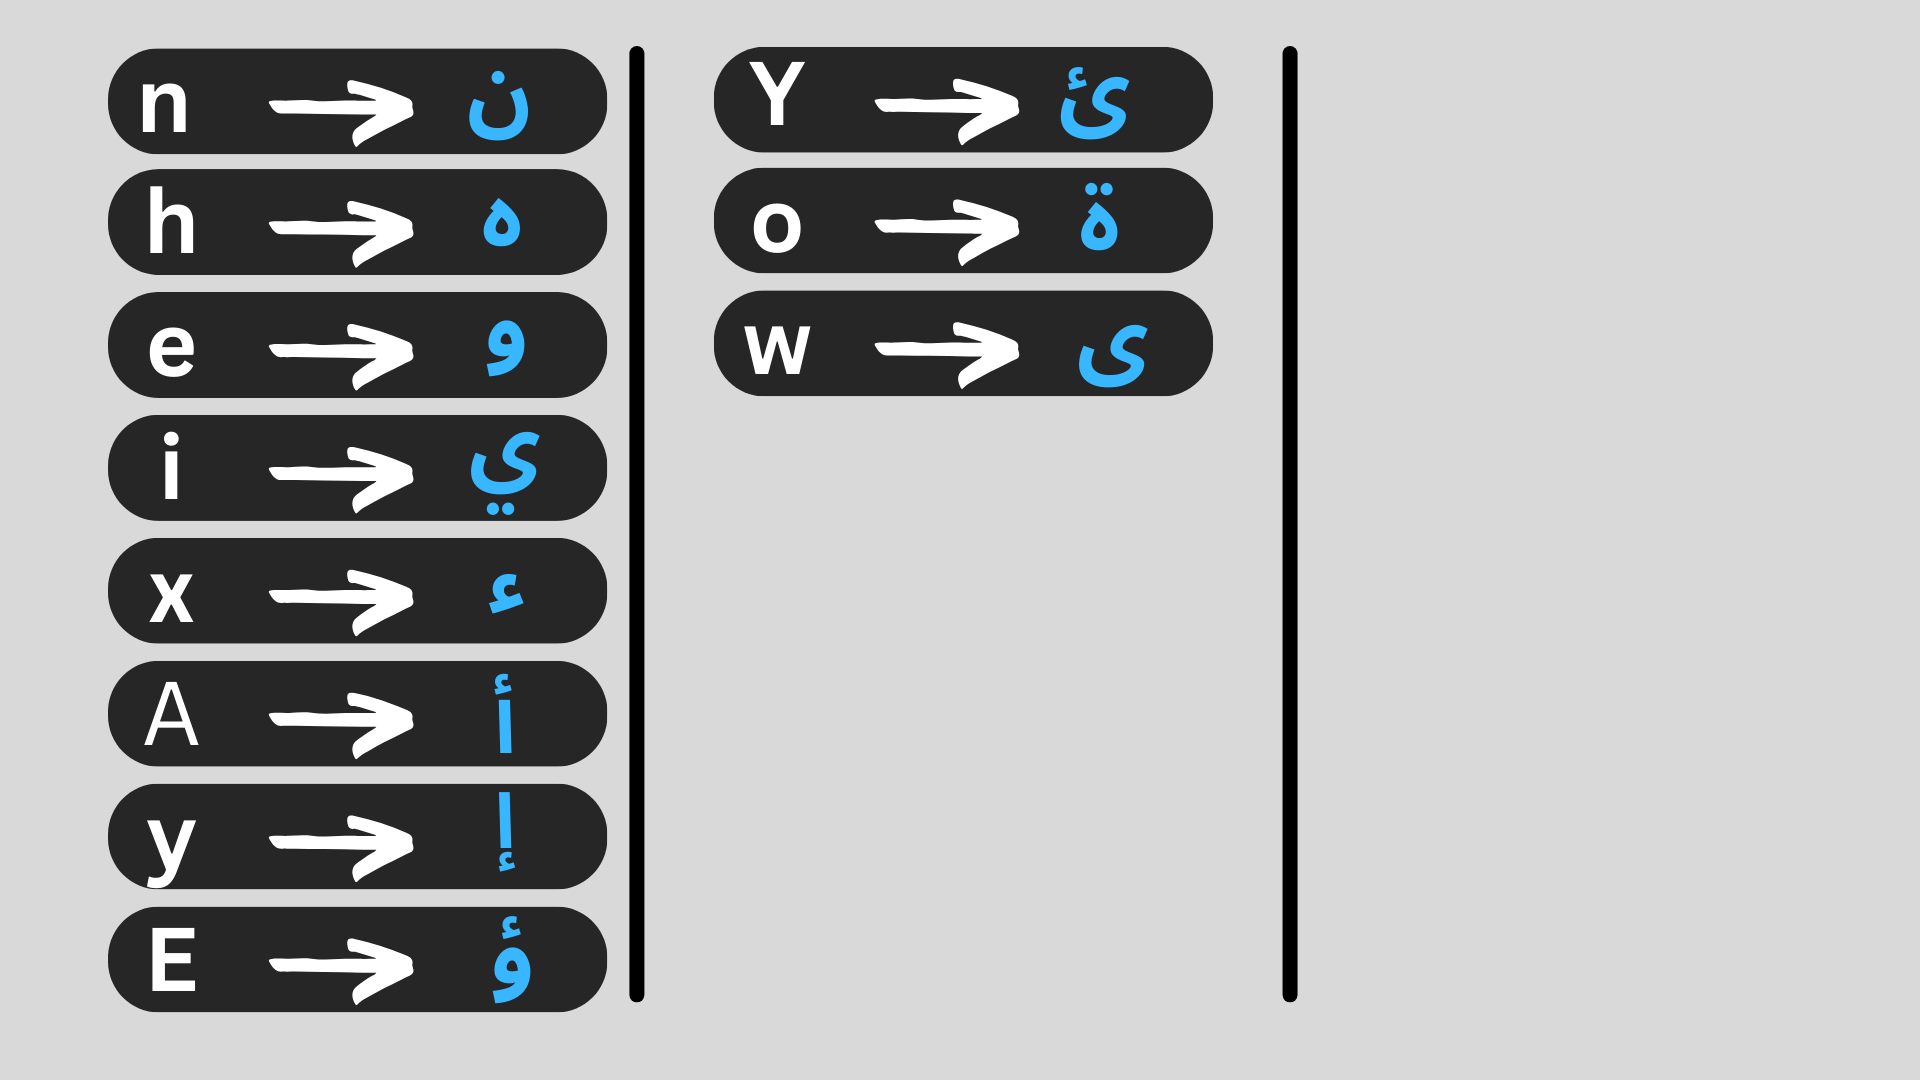 n → ن
h → ه
e → و
i → ي
x → ء
A → أ
y → إ
E → ؤ
Y → ئ
o → ة
w → ى